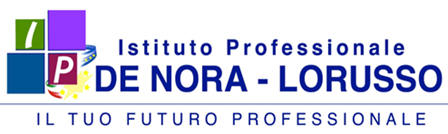 IP
Istituto Professionale
DE NORA - LORUSSO
IL TUO FUTURO PROFESSIONALE